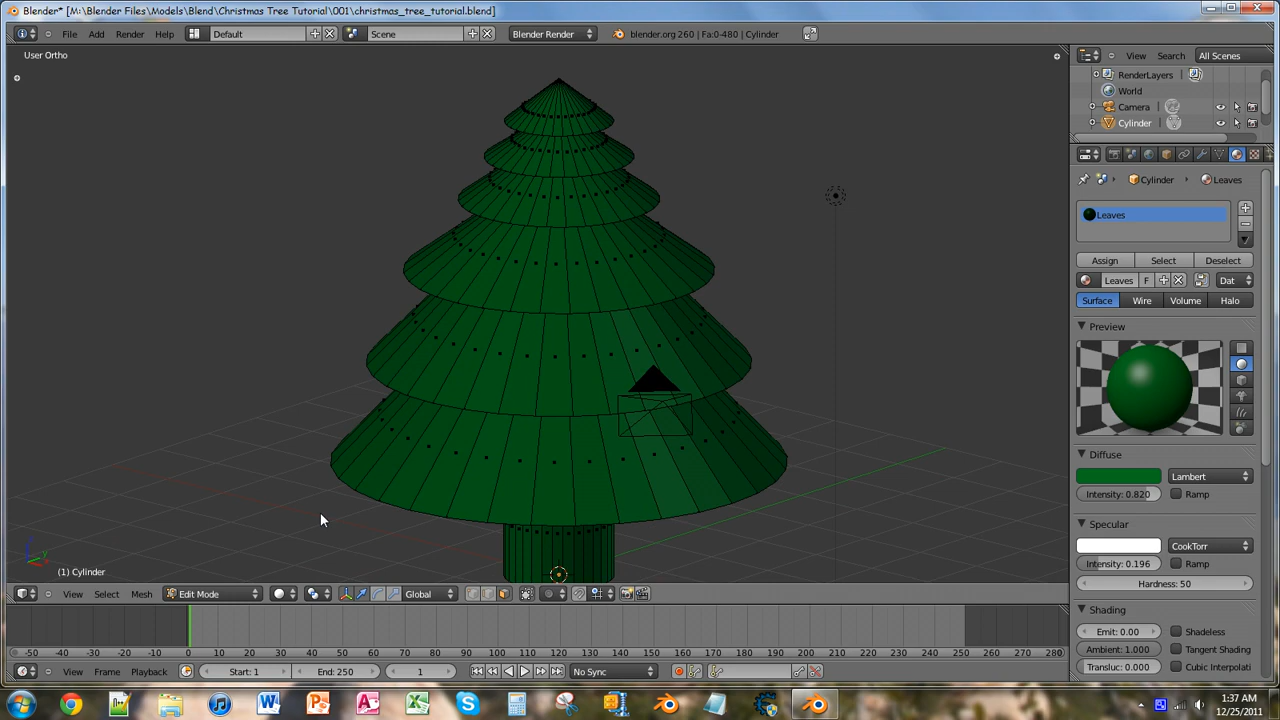 Blender* [M:\Blender Files\Models\Blend\Christmas Tree Tutorial\001\christmas_tree_tutorial.blend]
File Add Render Help Default Scene Blender Render blender.org 260 | Fa:0-480 | Cylinder
User Ortho
View Search All Scenes
RenderLayers
World
Camera
Cylinder
Cylinder Leaves
Leaves
Assign Select Deselect
Leaves F Dat
Surface Wire Volume Halo
Preview
Diffuse
Lambert
Intensity: 0.820 Ramp
Specular
CookTorr
Intensity: 0.196 Ramp
Hardness: 50
Shading
Emit: 0.00 Shadeless
Ambient: 1.000 Tangent Shading
Transluc: 0.000 Cubic Interpolati
(1) Cylinder
View Select Mesh Edit Mode Global
-50 -40 -30 -20 -10 0 10 20 30 40 50 60 70 80 90 100 110 120 130 140 150 160 170 180 190 200 210 220 230 240 250 260 270 280
View Frame Playback Start: 1 End: 250 1 No Sync
1:37 AM
12/25/2011